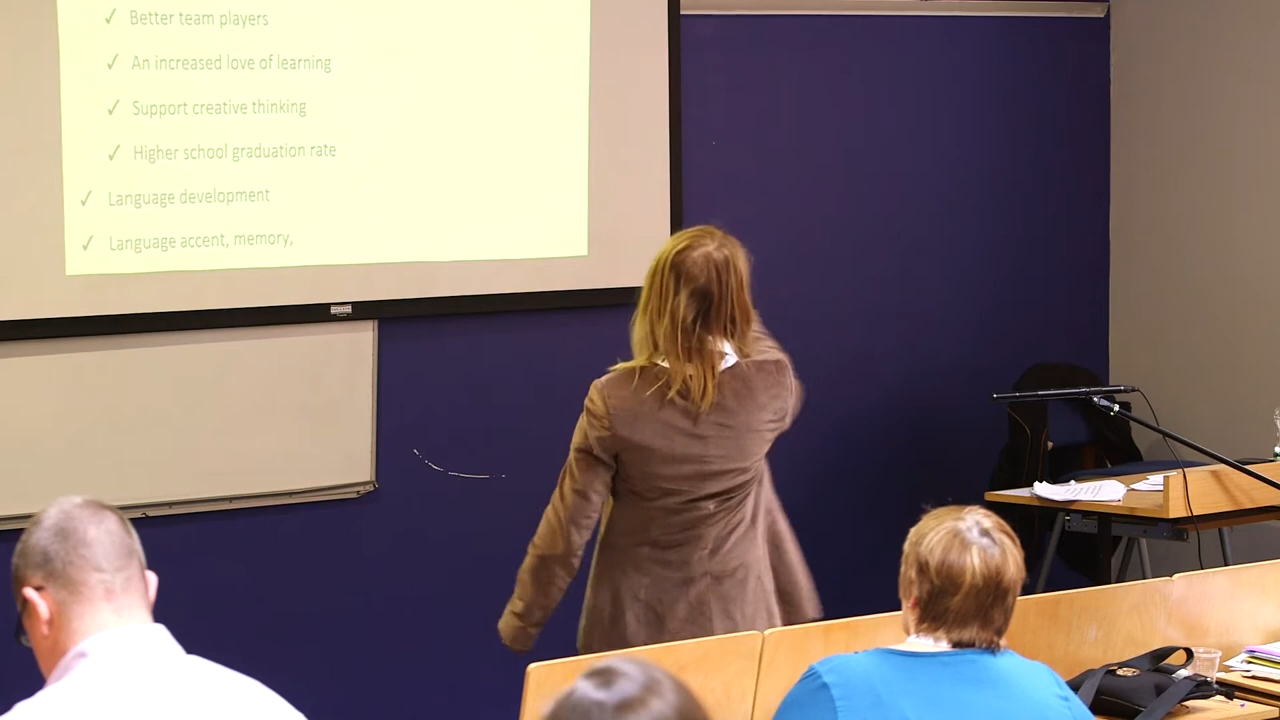 ✓ Better team players
✓ An increased love of learning
✓ Support creative thinking
✓ Higher school graduation rate
✓ Language development
✓ Language accent, memory,